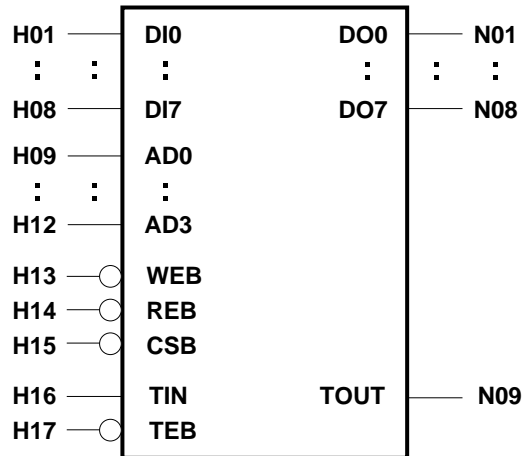 H01 DI0 DO0 N01
: : : : : :
H08 DI7 DO7 N08
H09 AD0
: : :
H12 AD3
H13 WEB
H14 REB
H15 CSB
H16 TIN TOUT N09
H17 TEB